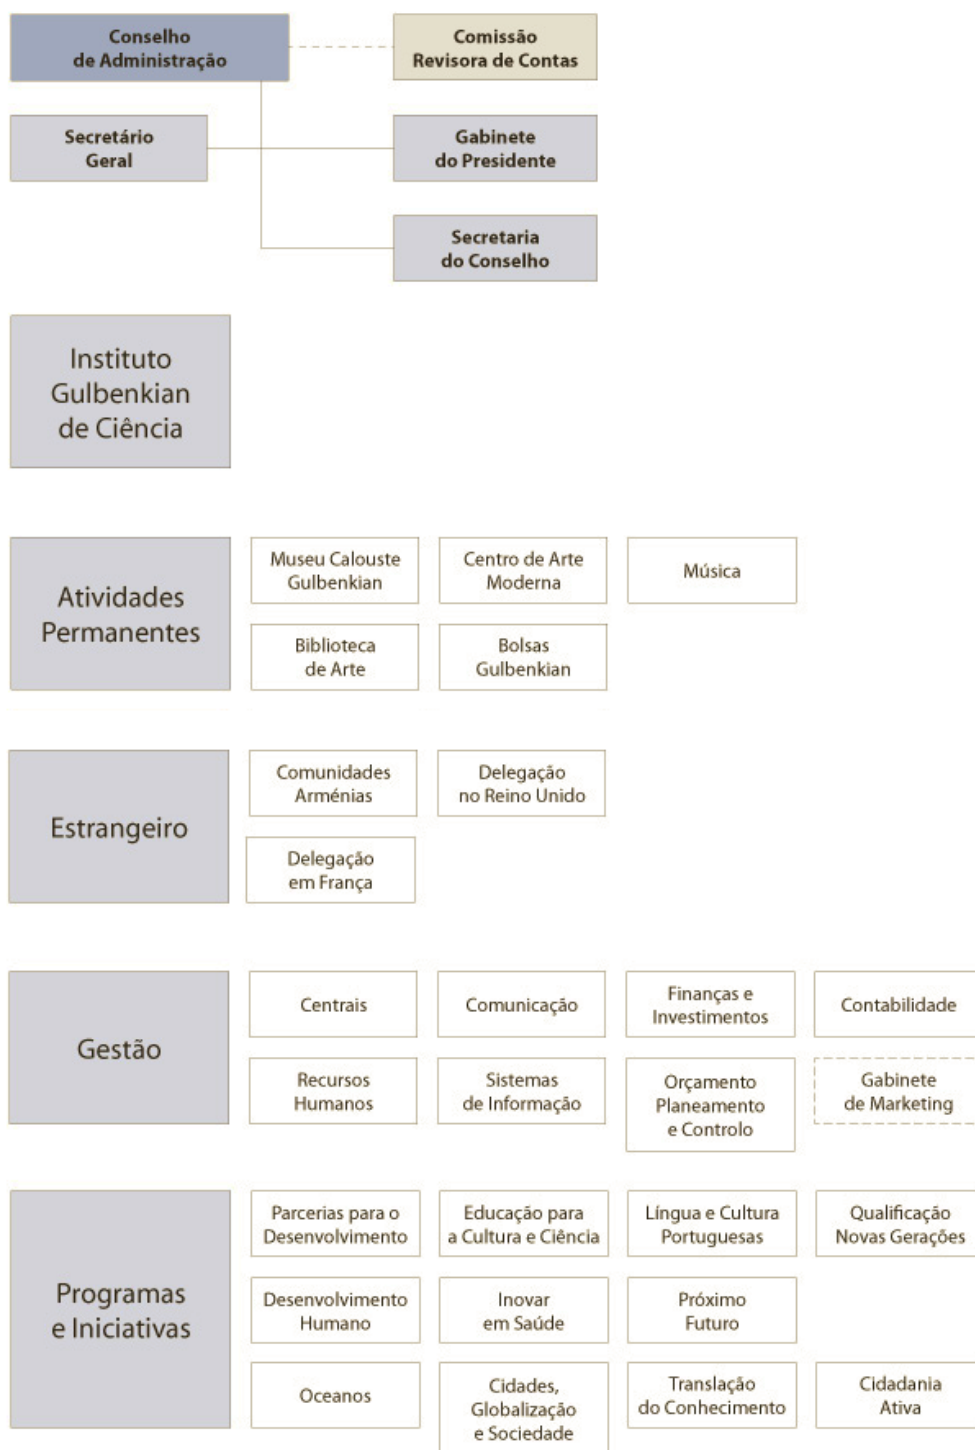 Conselho
de Administração
Comissão
Revisora de Contas
Secretário
Geral
Gabinete
do Presidente
Secretaria
do Conselho
Instituto
Gulbenkian
de Ciência
Atividades
Permanentes
Museu Calouste
Gulbenkian
Centro de Arte
Moderna
Música
Biblioteca
de Arte
Bolsas
Gulbenkian
Estrangeiro
Comunidades
Arménias
Delegação
no Reino Unido
Delegação
em França
Gestão
Centrais
Comunicação
Finanças e
Investimentos
Contabilidade
Recursos
Humanos
Sistemas
de Informação
Orçamento
Planeamento
e Controlo
Gabinete
de Marketing
Programas
e Iniciativas
Parcerias para o
Desenvolvimento
Educação para
a Cultura e Ciência
Língua e Cultura
Portuguesas
Qualificação
Novas Gerações
Desenvolvimento
Humano
Inovar
em Saúde
Próximo
Futuro
Oceanos
Cidades,
Globalização
e Sociedade
Translação
do Conhecimento
Cidadania
Ativa